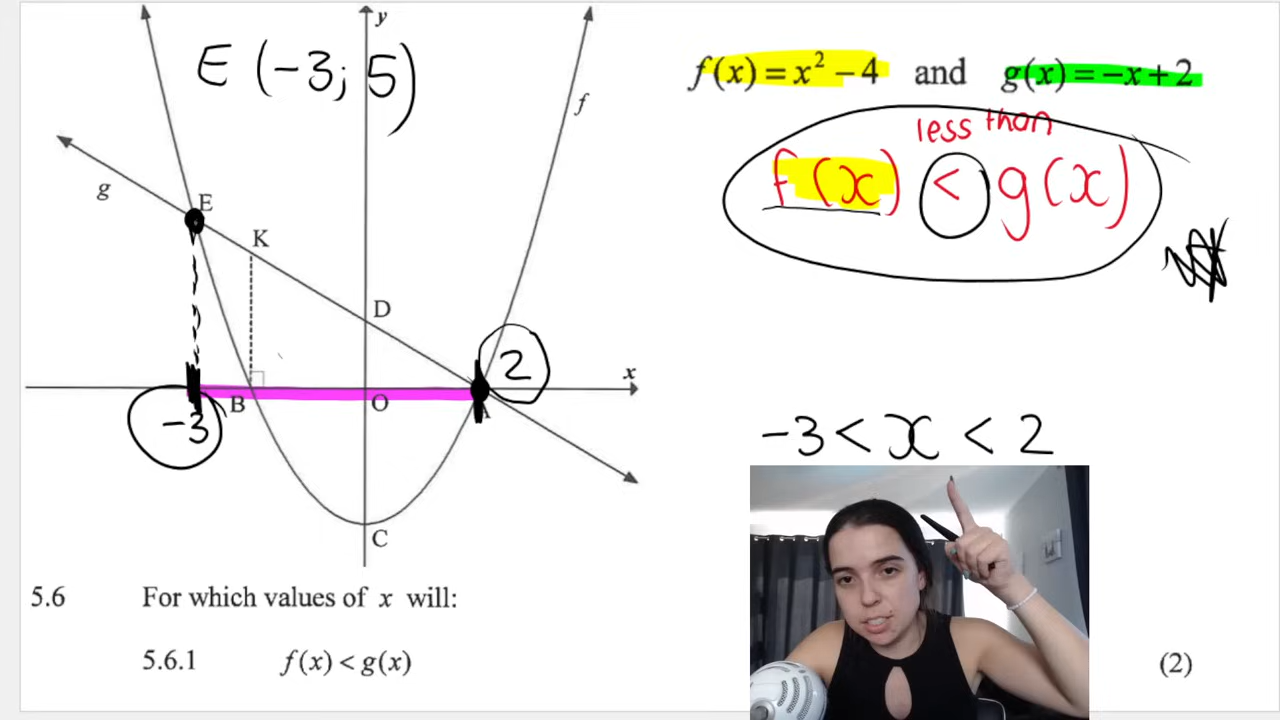 y
E (-3; 5)
f
g
E
K
D
2
x
B
O
A
-3
C
f(x) = x² − 4 and g(x) = −x + 2
less than
f(x) < g(x)
-3 < x < 2
5.6 For which values of x will:
5.6.1 f(x) < g(x) (2)